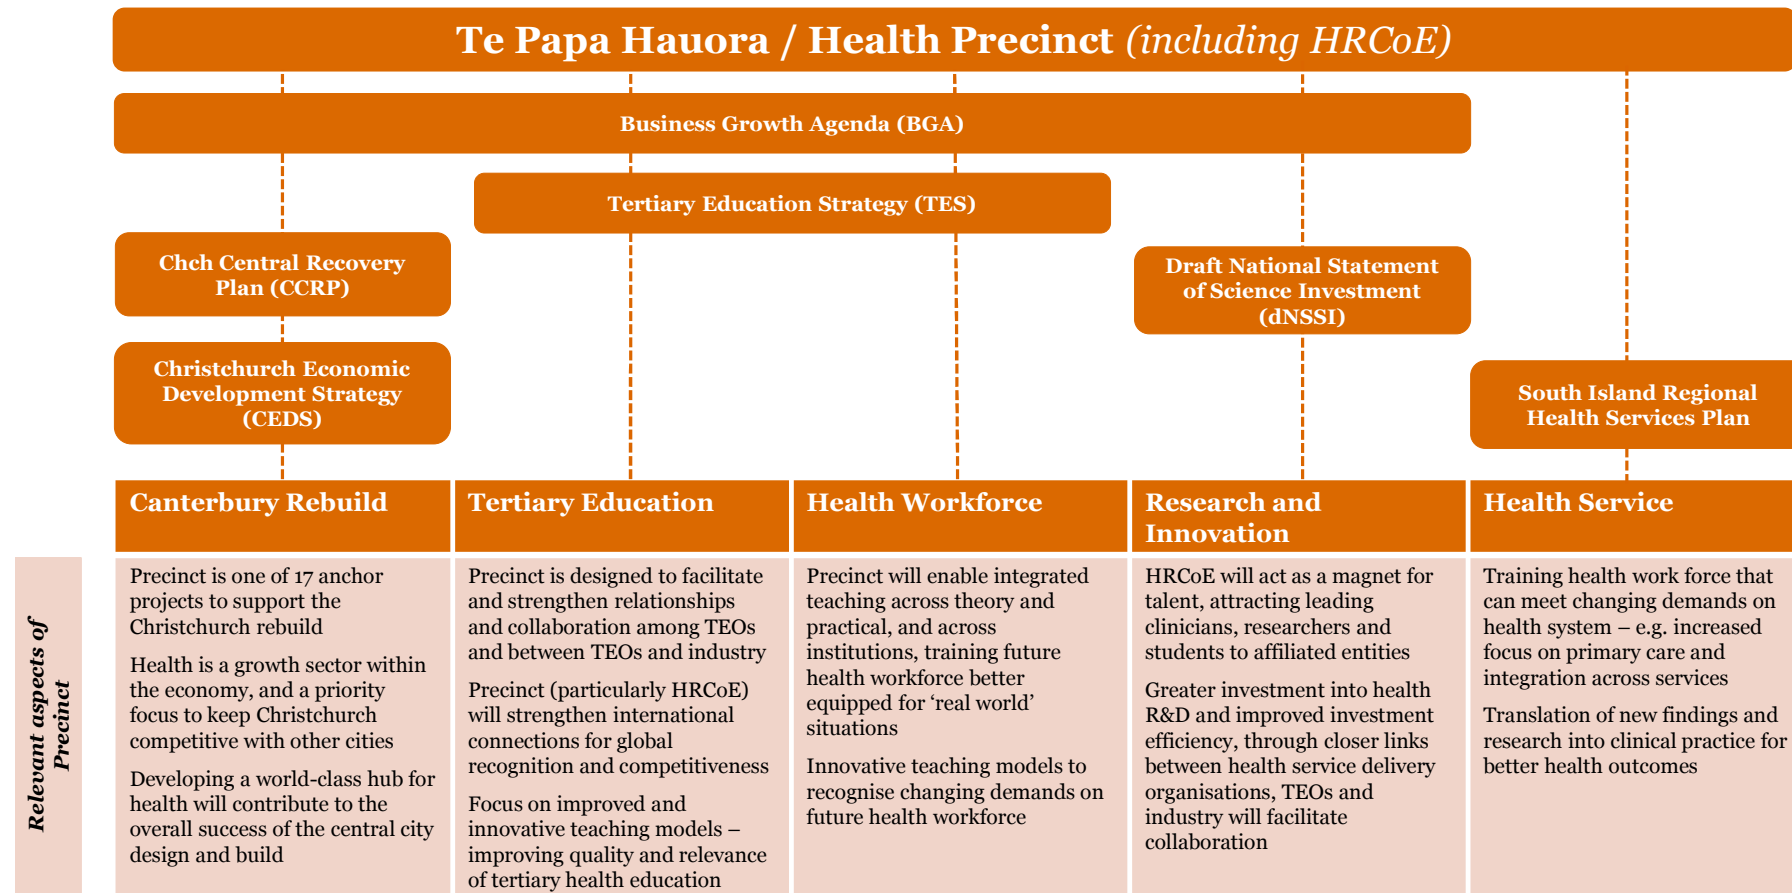 Te Papa Hauora / Health Precinct (including HRCoE)
Business Growth Agenda (BGA)
Tertiary Education Strategy (TES)
Chch Central Recovery
Plan (CCRP)
Draft National Statement
of Science Investment
(dNSSI)
Christchurch Economic
Development Strategy
(CEDS)
South Island Regional
Health Services Plan
Canterbury Rebuild
Tertiary Education
Health Workforce
Research and
Innovation
Health Service
Relevant aspects of
Precinct
Precinct is one of 17 anchor
projects to support the
Christchurch rebuild
Health is a growth sector within
the economy, and a priority
focus to keep Christchurch
competitive with other cities
Developing a world-class hub for
health will contribute to the
overall success of the central city
design and build
Precinct is designed to facilitate
and strengthen relationships
and collaboration among TEOs
and between TEOs and industry
Precinct (particularly HRCoE)
will strengthen international
connections for global
recognition and competitiveness
Focus on improved and
innovative teaching models –
improving quality and relevance
of tertiary health education
Precinct will enable integrated
teaching across theory and
practical, and across
institutions, training future
health workforce better
equipped for ‘real world’
situations
Innovative teaching models to
recognise changing demands on
future health workforce
HRCoE will act as a magnet for
talent, attracting leading
clinicians, researchers and
students to affiliated entities
Greater investment into health
R&D and improved investment
efficiency, through closer links
between health service delivery
organisations, TEOs and
industry will facilitate
collaboration
Training health work force that
can meet changing demands on
health system – e.g. increased
focus on primary care and
integration across services
Translation of new findings and
research into clinical practice for
better health outcomes